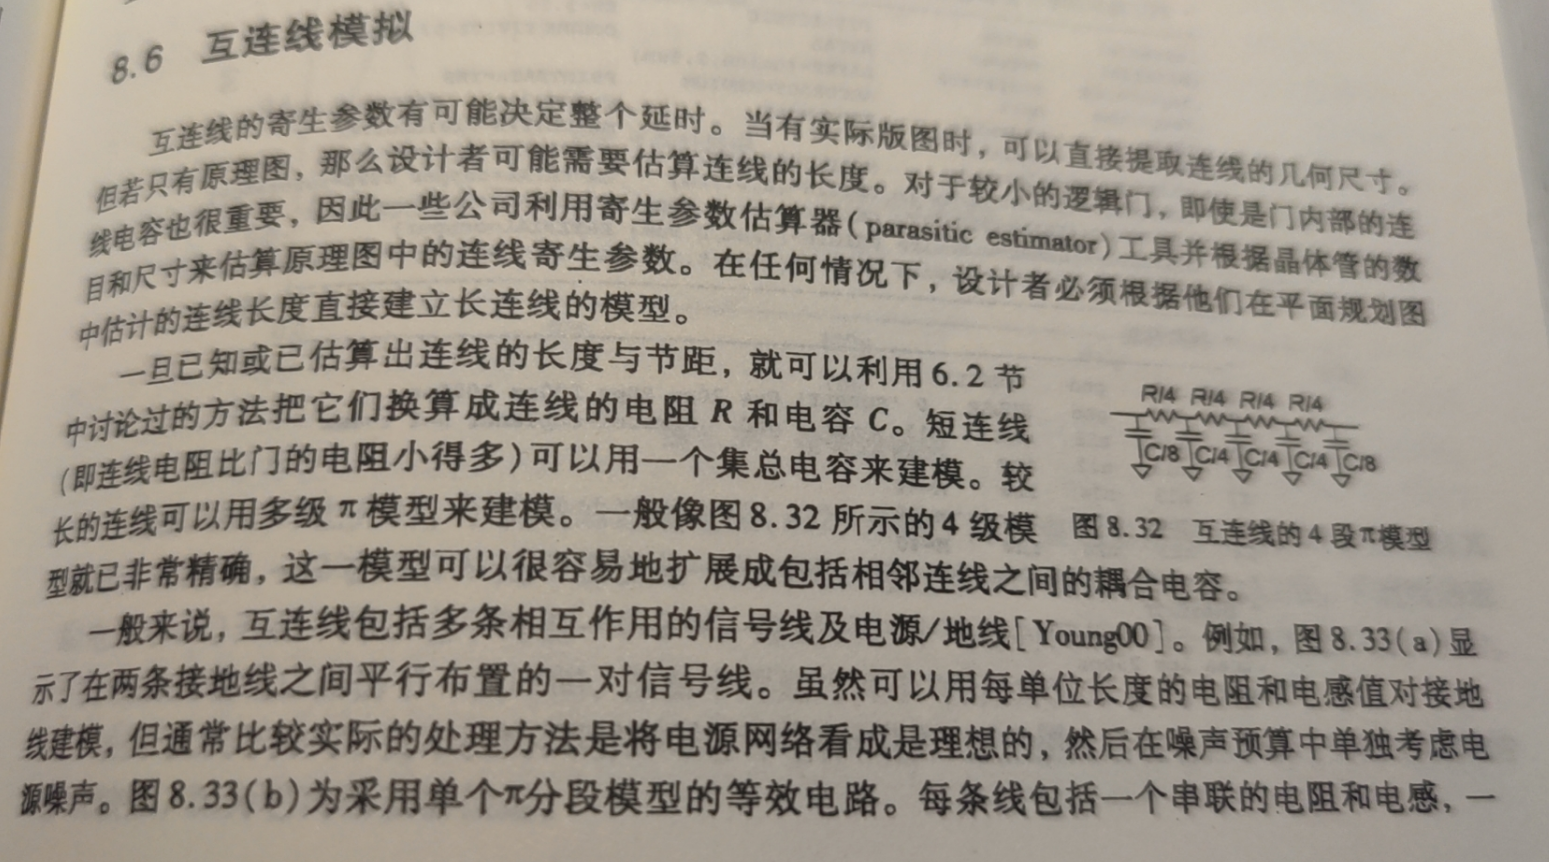 8.6 互连线模拟
互连线的寄生参数有可能决定整个延时。当有实际版图时，可以直接提取连线的几何尺寸。
但若只有原理图，那么设计者可能需要估算连线的长度。对于较小的逻辑门，即使是门内部的连
线电容也很重要，因此一些公司利用寄生参数估算器(parasitic estimator)工具并根据晶体管的数
目和尺寸来估算原理图中的连线寄生参数。在任何情况下，设计者必须根据他们在平面规划图
中估计的连线长度直接建立长连线的模型。
一旦已知或已估算出连线的长度与节距，就可以利用6.2节
中讨论过的方法把它们换算成连线的电阻R和电容C。短连线
(即连线电阻比门的电阻小得多)可以用一个集总电容来建模。较
长的连线可以用多级π模型来建模。一般像图8.32所示的4级模
型就已非常精确，这一模型可以很容易地扩展成包括相邻连线之间的耦合电容。
R/4 R/4 R/4 R/4
C/8 C/4 C/4 C/4 C/8
图8.32 互连线的4段π模型
一般来说，互连线包括多条相互作用的信号线及电源/地线[Young00]。例如，图8.33(a)显
示了在两条接地线之间平行布置的一对信号线。虽然可以用每单位长度的电阻和电感值对接地
线建模，但通常比较实际的处理方法是将电源网络看成是理想的，然后在噪声预算中单独考虑电
源噪声。图8.33(b)为采用单个π分段模型的等效电路。每条线包括一个串联的电阻和电感，一